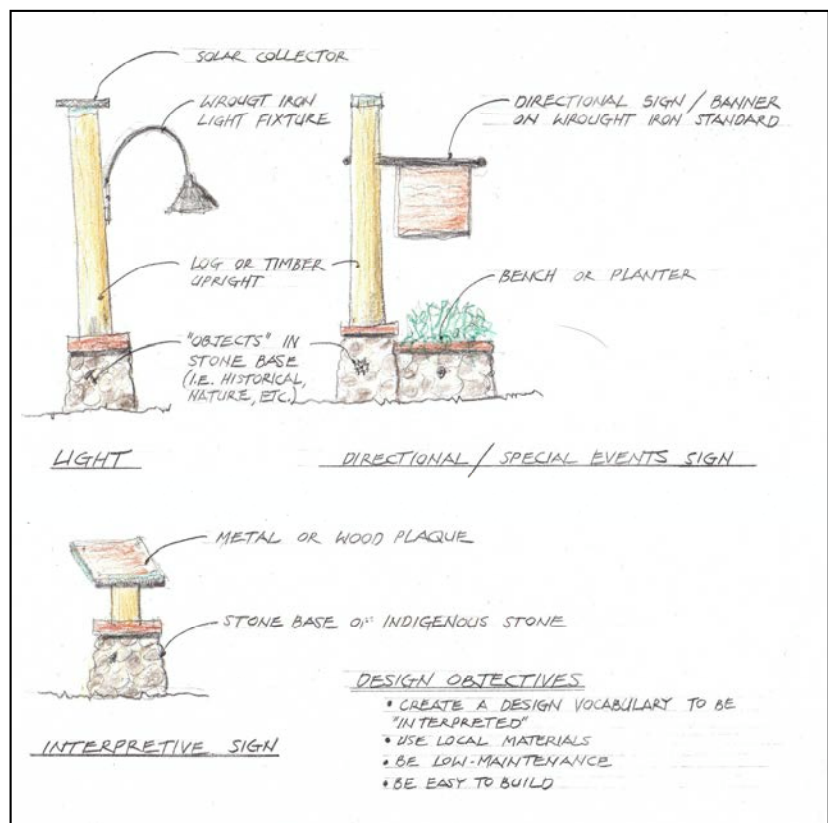 SOLAR COLLECTOR
WROUGT IRON
LIGHT FIXTURE
DIRECTIONAL SIGN / BANNER
ON WROUGHT IRON STANDARD
LOG OR TIMBER
UPRIGHT
BENCH OR PLANTER
"OBJECTS" IN
STONE BASE
(I.E. HISTORICAL,
NATURE, ETC.)
LIGHT
DIRECTIONAL / SPECIAL EVENTS SIGN
METAL OR WOOD PLAQUE
STONE BASE OF INDIGENOUS STONE
INTERPRETIVE SIGN
DESIGN OBJECTIVES
• CREATE A DESIGN VOCABULARY TO BE
"INTERPRETED"
• USE LOCAL MATERIALS
• BE LOW-MAINTENANCE
• BE EASY TO BUILD